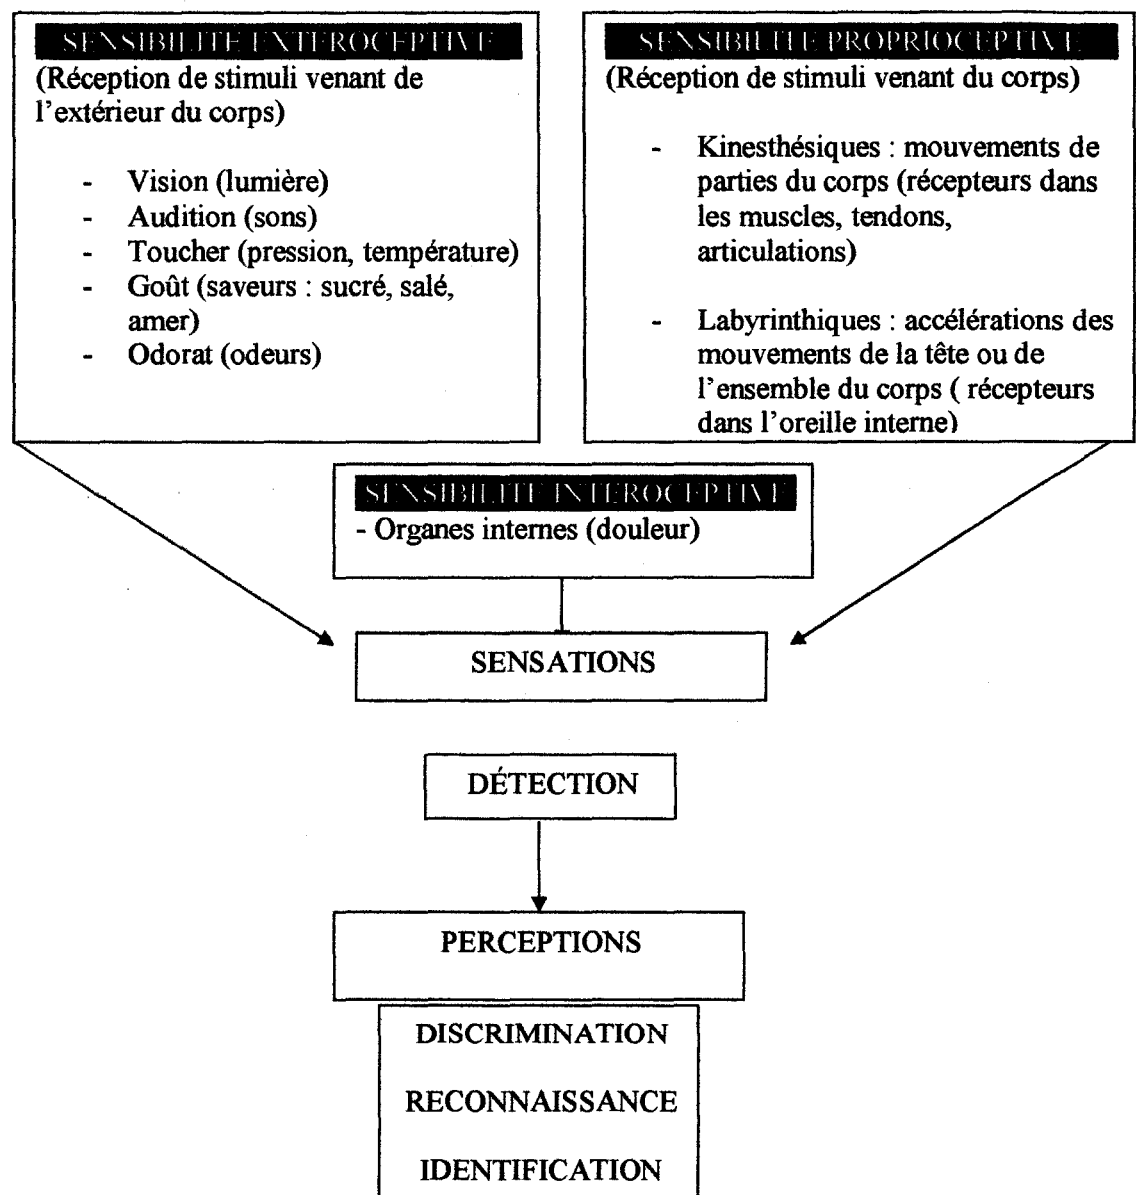 SENSIBILITE EXTEROCEPTIVE
(Réception de stimuli venant de
l'extérieur du corps)
- Vision (lumière)
- Audition (sons)
- Toucher (pression, température)
- Goût (saveurs : sucré, salé,
amer)
- Odorat (odeurs)
SENSIBILITE PROPRIOCEPTIVE
(Réception de stimuli venant du corps)
- Kinesthésiques : mouvements de
parties du corps (récepteurs dans
les muscles, tendons,
articulations)
- Labyrinthiques : accélérations des
mouvements de la tête ou de
l'ensemble du corps ( récepteurs
dans l'oreille interne)
SENSIBILITE INTEROCEPTIVE
- Organes internes (douleur)
SENSATIONS
DÉTECTION
PERCEPTIONS
DISCRIMINATION
RECONNAISSANCE
IDENTIFICATION